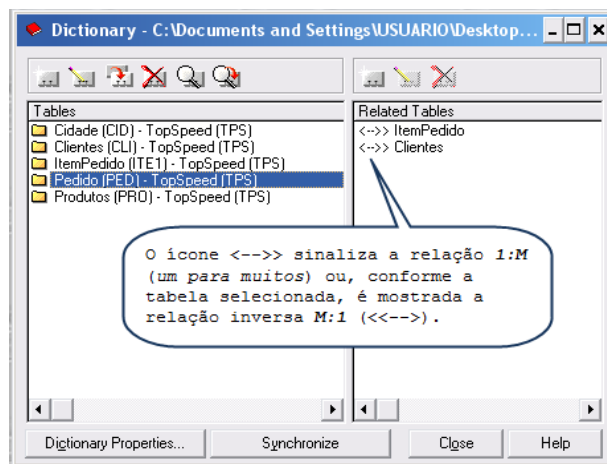 Dictionary - C:\Documents and Settings\USUARIO\Desktop...
Tables
Cidade (CID) - TopSpeed (TPS)
Clientes (CLI) - TopSpeed (TPS)
ItemPedido (ITE1) - TopSpeed (TPS)
Pedido (PED) - TopSpeed (TPS)
Produtos (PRO) - TopSpeed (TPS)
Related Tables
<-->> ItemPedido
<-->> Clientes
O ícone <-->> sinaliza a relação 1:M
(um para muitos) ou, conforme a
tabela selecionada, é mostrada a
relação inversa M:1 (<<-->).
Dictionary Properties...
Synchronize
Close
Help